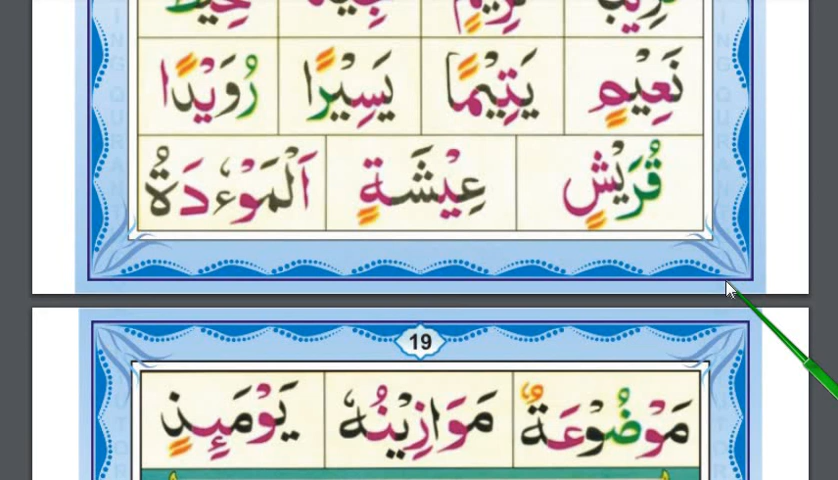 نَعِيْمٍ يَتِيْمًا يَسِيْرًا رُوَيْدًا
قُرَيْشٍ عِيْشَةٍ اَلْمَوْءٗدَةُ
19
مَوْضُوْعَةٌ مَوَازِيْنُهٗ يَوْمَئِذٍ